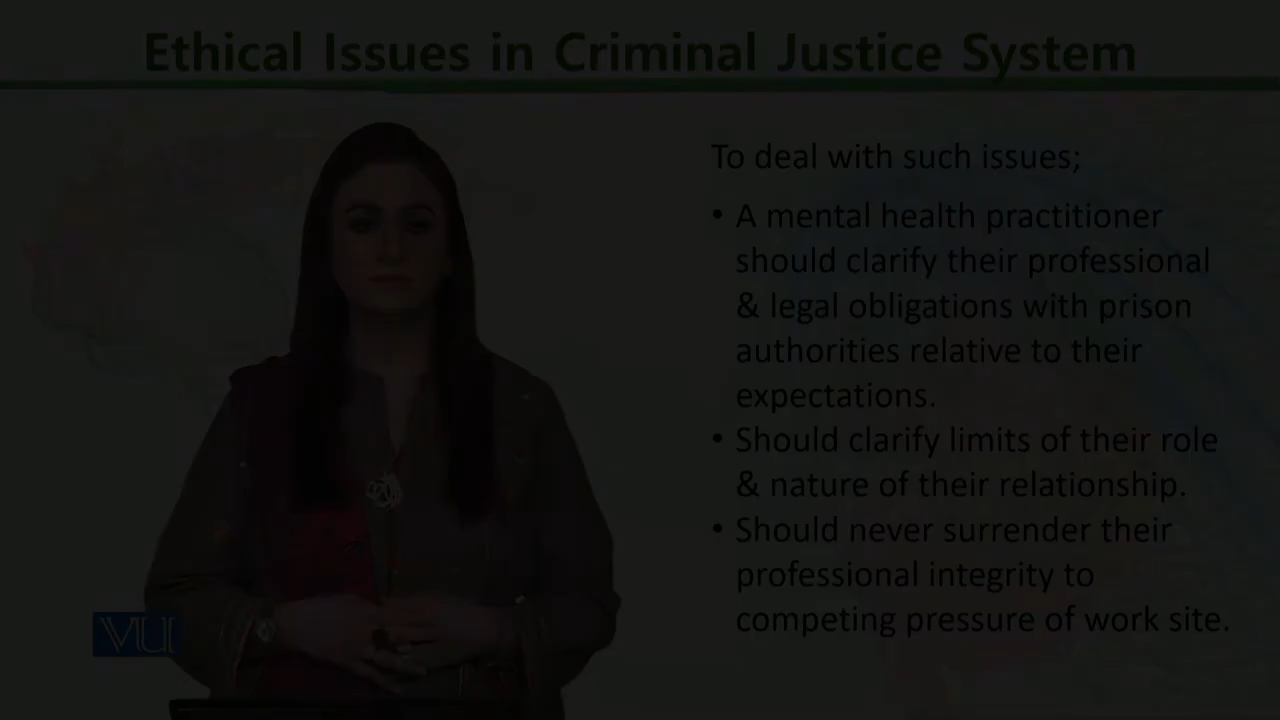 Ethical Issues in Criminal Justice System
To deal with such issues;
• A mental health practitioner
should clarify their professional
& legal obligations with prison
authorities relative to their
expectations.
• Should clarify limits of their role
& nature of their relationship.
• Should never surrender their
professional integrity to
competing pressure of work site.
VU